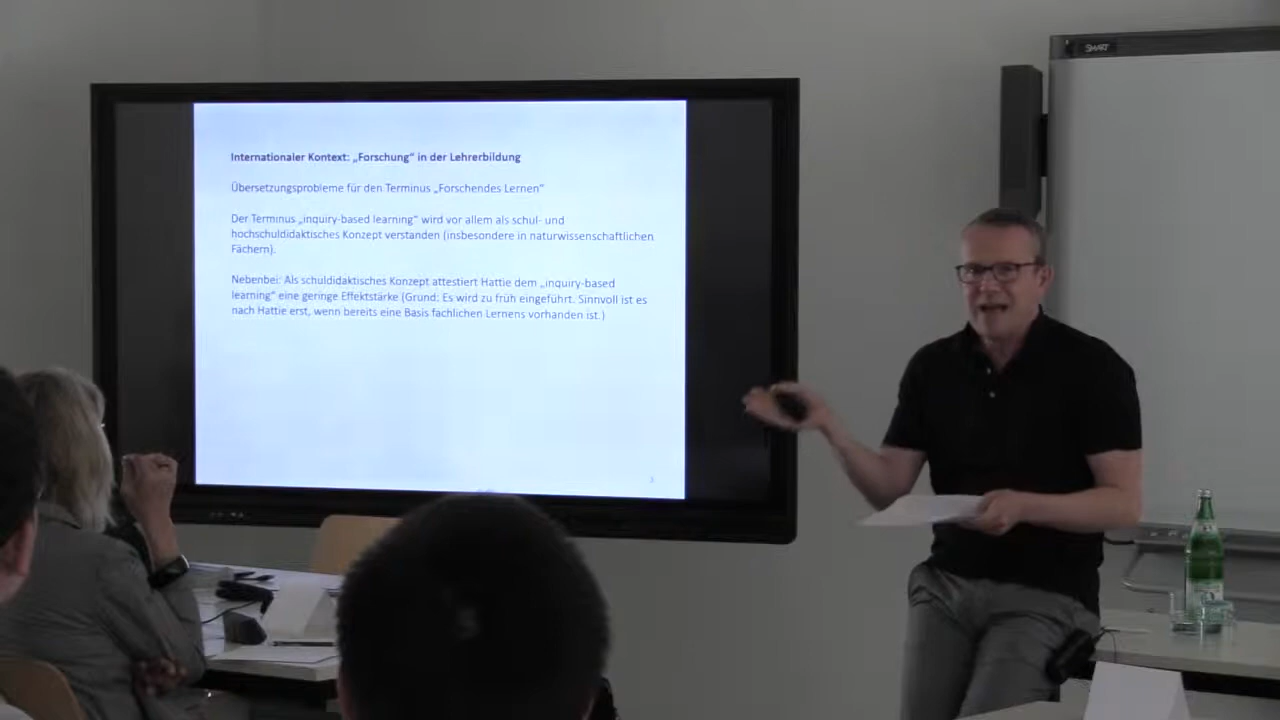 Internationaler Kontext: „Forschung“ in der Lehrerbildung
Übersetzungsprobleme für den Terminus „Forschendes Lernen“
Der Terminus „inquiry-based learning“ wird vor allem als schul- und
hochschuldidaktisches Konzept verstanden (insbesondere in naturwissenschaftlichen
Fächern).
Nebenbei: Als schuldidaktisches Konzept attestiert Hattie dem „inquiry-based
learning“ eine geringe Effektstärke (Grund: Es wird zu früh eingeführt. Sinnvoll ist es
nach Hattie erst, wenn bereits eine Basis fachlichen Lernens vorhanden ist.)
SMART